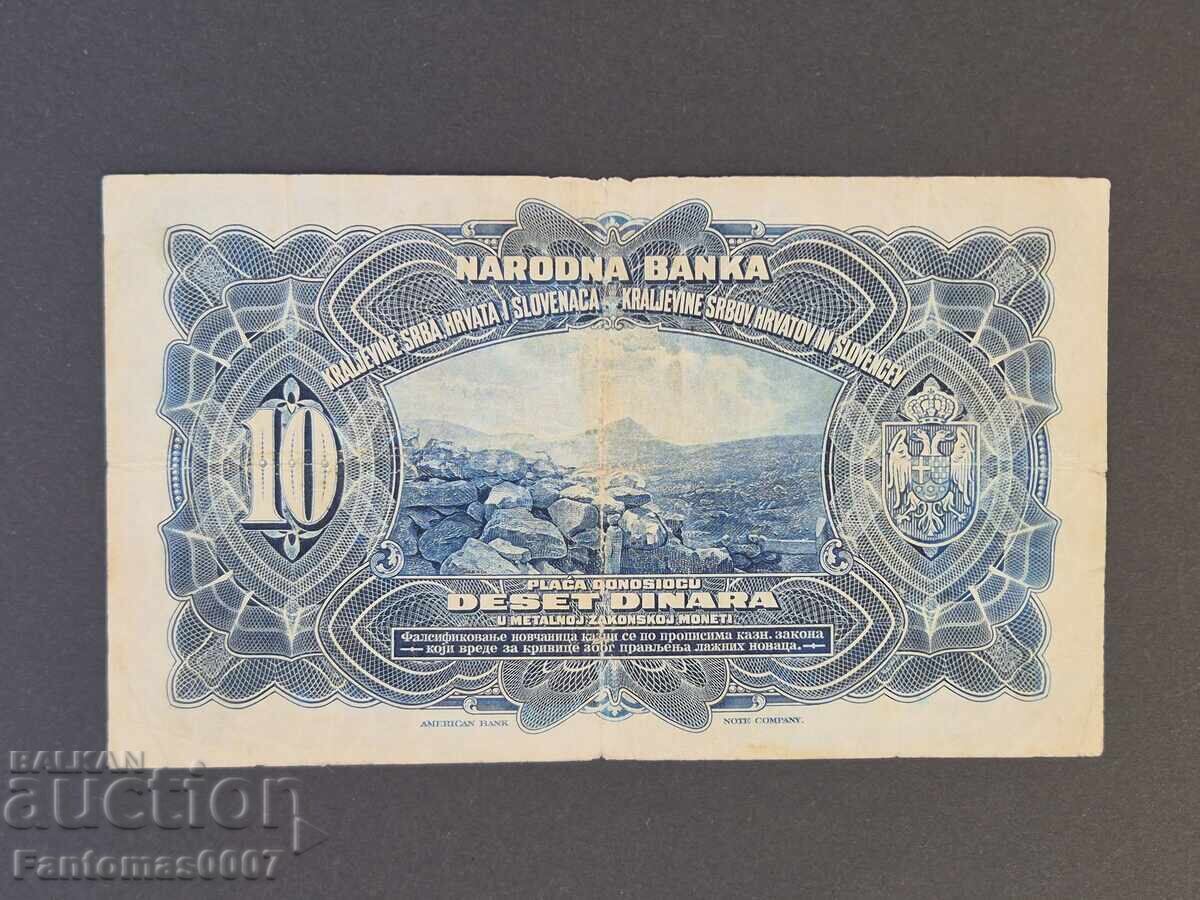 NARODNA BANKA
KRALJEVINE SRBA, HRVATA I SLOVENACA KRALJEVINE SRBOV, HRVATOV IN SLOVENCEV
10
PLAĆA DONOSIOCU
DESET DINARA
U METALNOJ ZAKONSKOJ MONETI
Фалсификовање новчаница казни се по прописима казн. закона
који вреде за кривице због прављења лажних новаца.
AMERICAN BANK NOTE COMPANY.
BALKAN
auction
Fantomas0007